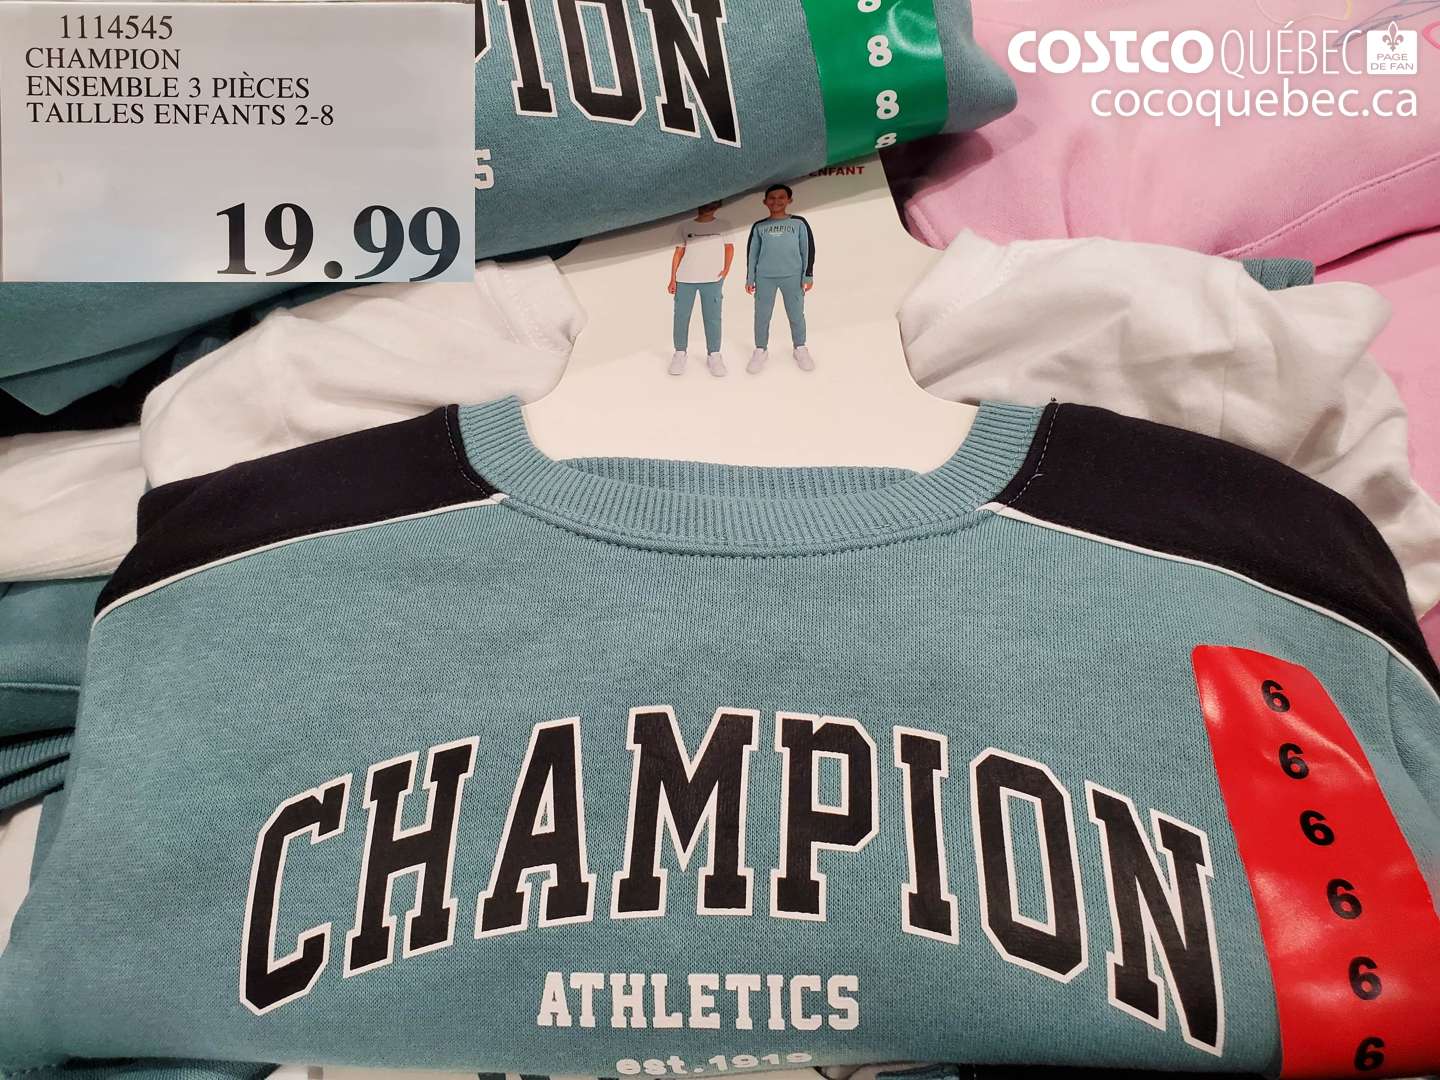 1114545
CHAMPION
ENSEMBLE 3 PIÈCES
TAILLES ENFANTS 2-8
19.99
COSTCO QUÉBEC PAGE DE FAN
cocoquebec.ca
8
8
8
8
ENFANT
CHAMPION
CHAMPION
ATHLETICS
est.1919
6
6
6
6
6
6